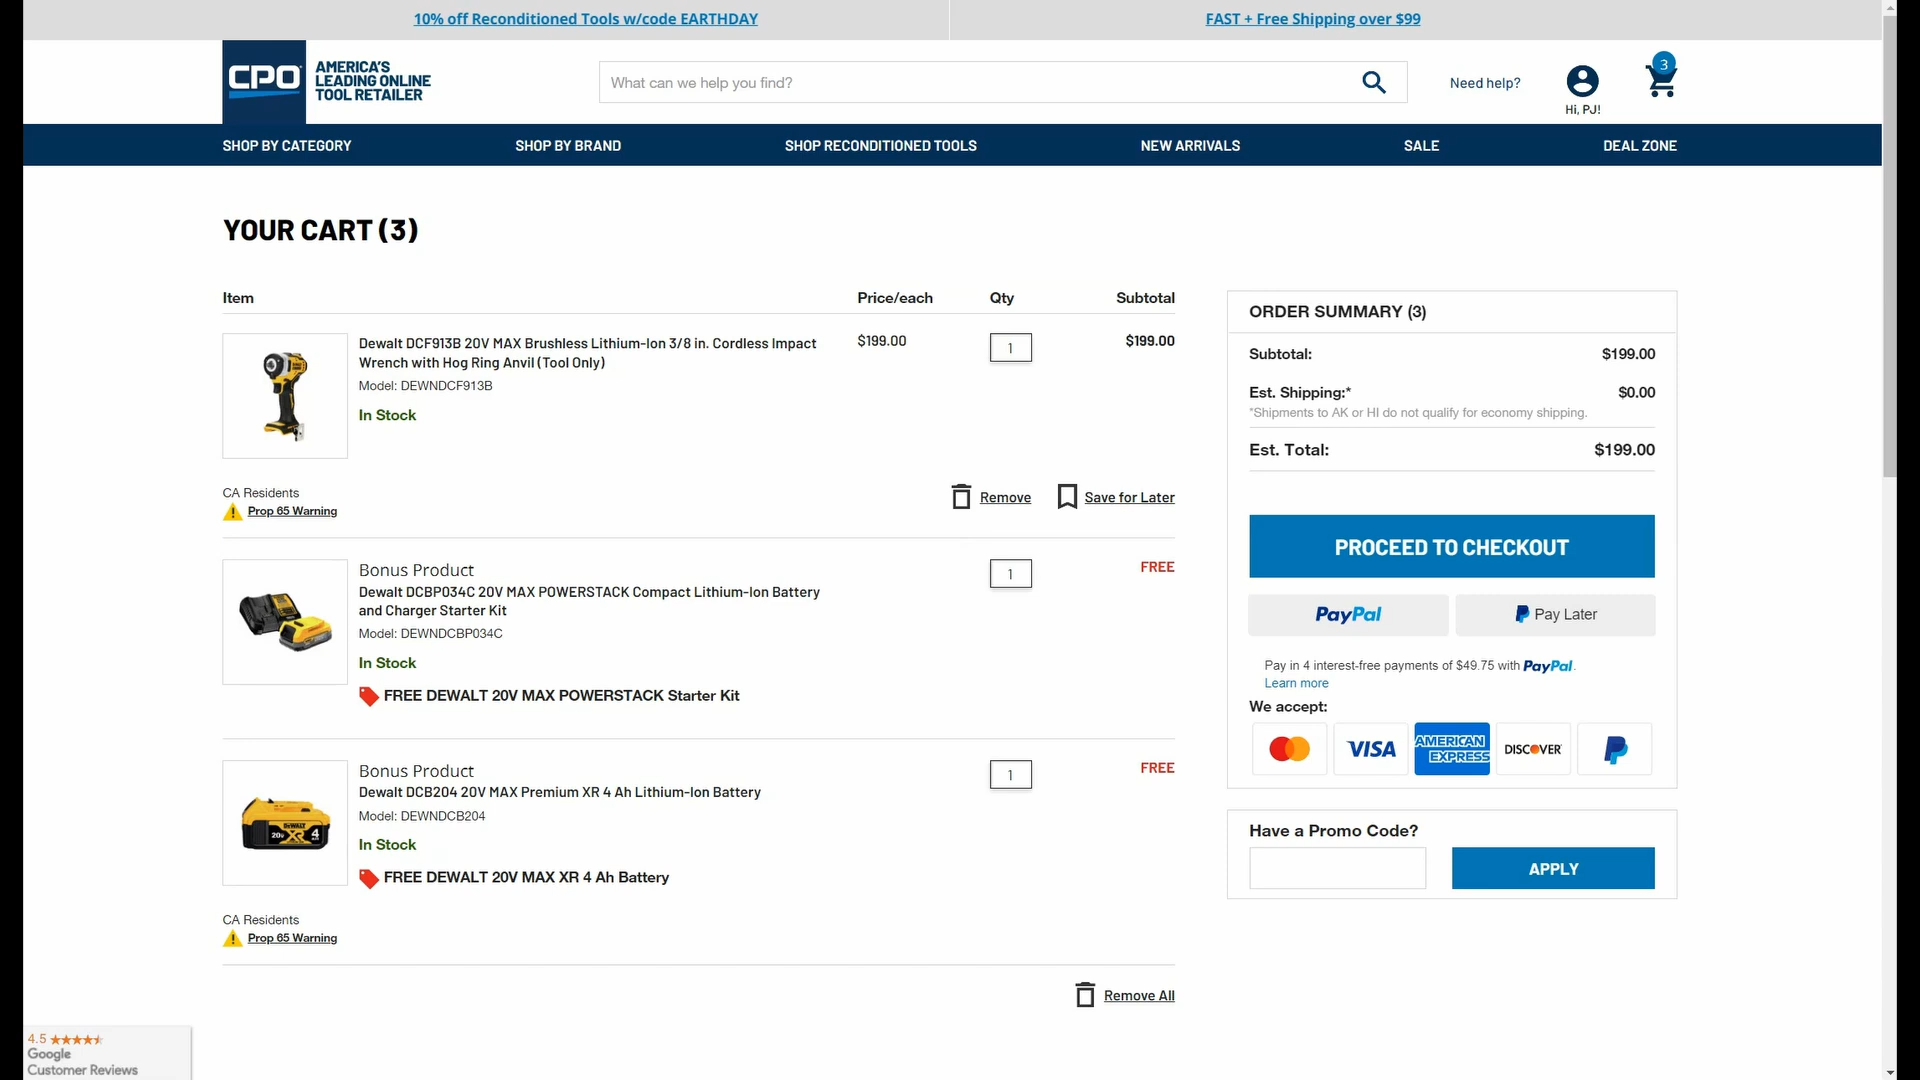 10% off Reconditioned Tools w/code EARTHDAY
FAST + Free Shipping over $99
CPO
AMERICA'S
LEADING ONLINE
TOOL RETAILER
What can we help you find?
Need help?
Hi, PJ!
3
SHOP BY CATEGORY
SHOP BY BRAND
SHOP RECONDITIONED TOOLS
NEW ARRIVALS
SALE
DEAL ZONE
YOUR CART (3)
Item
Price/each
Qty
Subtotal
Dewalt DCF913B 20V MAX Brushless Lithium-Ion 3/8 in. Cordless Impact
Wrench with Hog Ring Anvil (Tool Only)
Model: DEWNDCF913B
In Stock
$199.00
1
$199.00
CA Residents
Prop 65 Warning
Remove
Save for Later
Bonus Product
Dewalt DCBP034C 20V MAX POWERSTACK Compact Lithium-Ion Battery
and Charger Starter Kit
Model: DEWNDCBP034C
In Stock
FREE DEWALT 20V MAX POWERSTACK Starter Kit
1
FREE
Bonus Product
Dewalt DCB204 20V MAX Premium XR 4 Ah Lithium-Ion Battery
Model: DEWNDCB204
In Stock
FREE DEWALT 20V MAX XR 4 Ah Battery
1
FREE
DEWALT
20V
XR
4
CA Residents
Prop 65 Warning
Remove All
ORDER SUMMARY (3)
Subtotal: $199.00
Est. Shipping:* $0.00
*Shipments to AK or HI do not qualify for economy shipping.
Est. Total: $199.00
PROCEED TO CHECKOUT
PayPal
Pay Later
Pay in 4 interest-free payments of $49.75 with PayPal.
Learn more
We accept:
VISA
AMERICAN
EXPRESS
DISCOVER
Have a Promo Code?
APPLY
4.5
Google
Customer Reviews